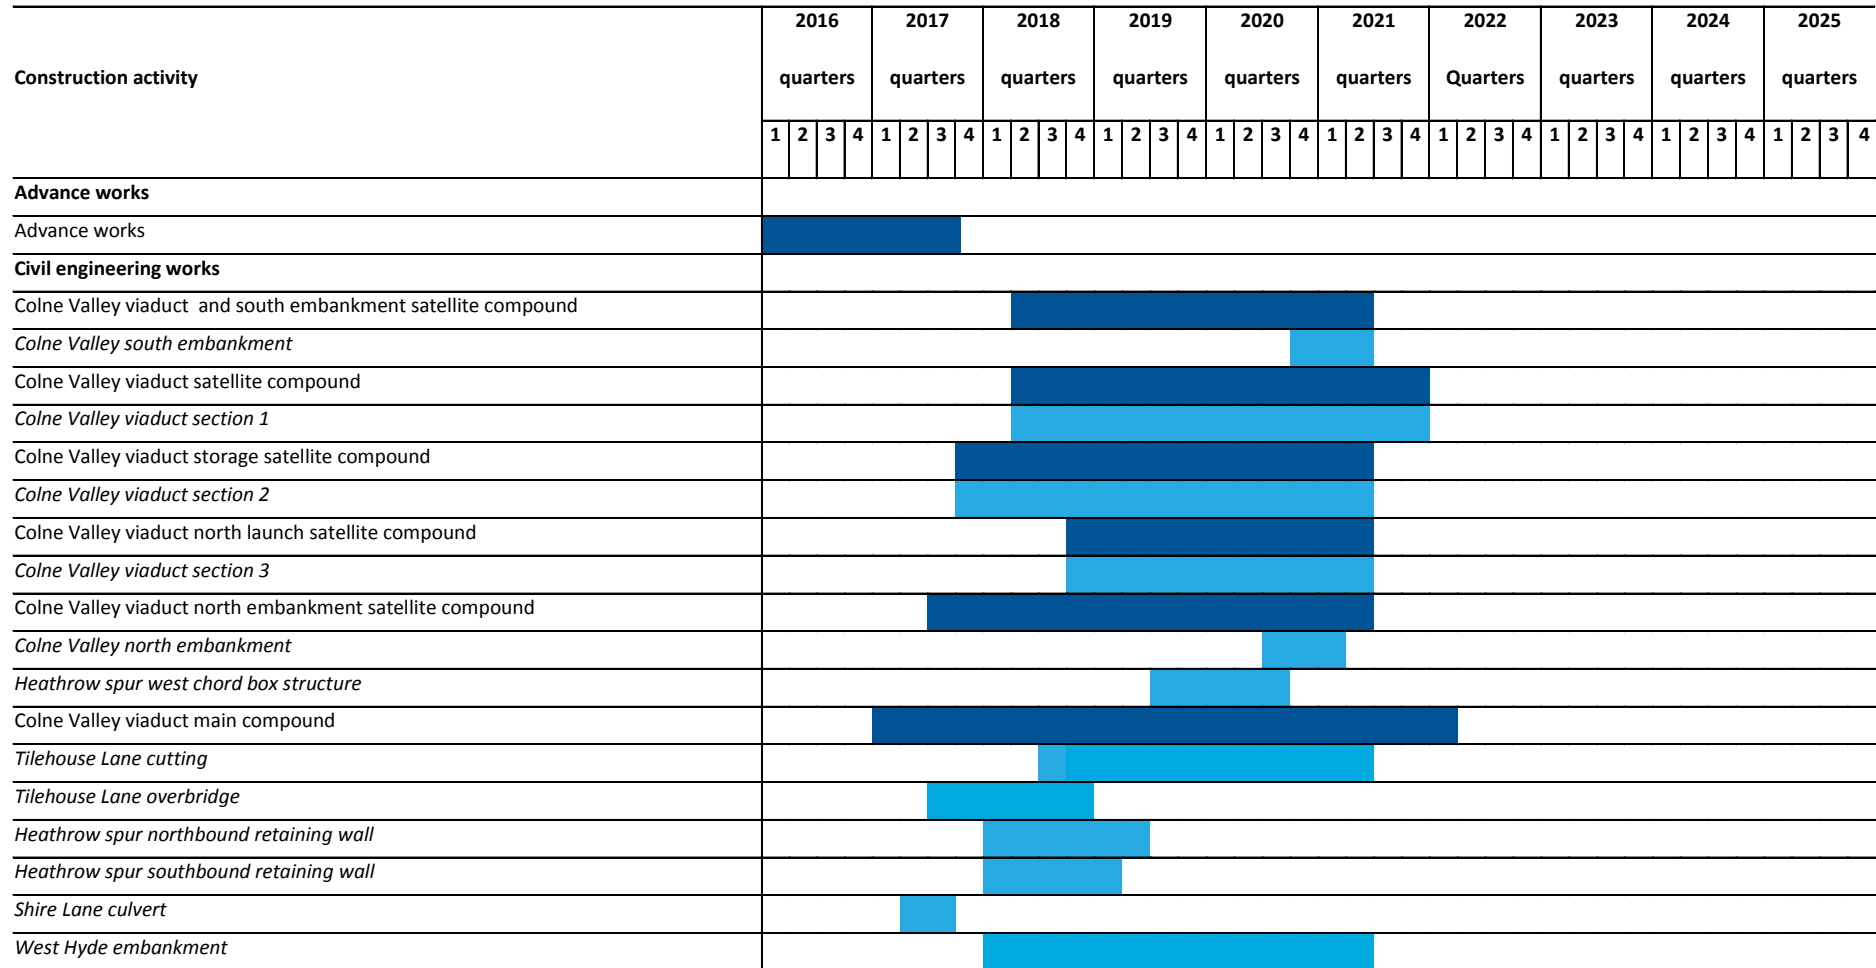 2016 2017 2018 2019 2020 2021 2022 2023 2024 2025
Construction activity quarters quarters quarters quarters quarters quarters Quarters quarters quarters quarters
1 2 3 4 1 2 3 4 1 2 3 4 1 2 3 4 1 2 3 4 1 2 3 4 1 2 3 4 1 2 3 4 1 2 3 4 1 2 3 4
Advance works
Advance works
Civil engineering works
Colne Valley viaduct and south embankment satellite compound
Colne Valley south embankment
Colne Valley viaduct satellite compound
Colne Valley viaduct section 1
Colne Valley viaduct storage satellite compound
Colne Valley viaduct section 2
Colne Valley viaduct north launch satellite compound
Colne Valley viaduct section 3
Colne Valley viaduct north embankment satellite compound
Colne Valley north embankment
Heathrow spur west chord box structure
Colne Valley viaduct main compound
Tilehouse Lane cutting
Tilehouse Lane overbridge
Heathrow spur northbound retaining wall
Heathrow spur southbound retaining wall
Shire Lane culvert
West Hyde embankment